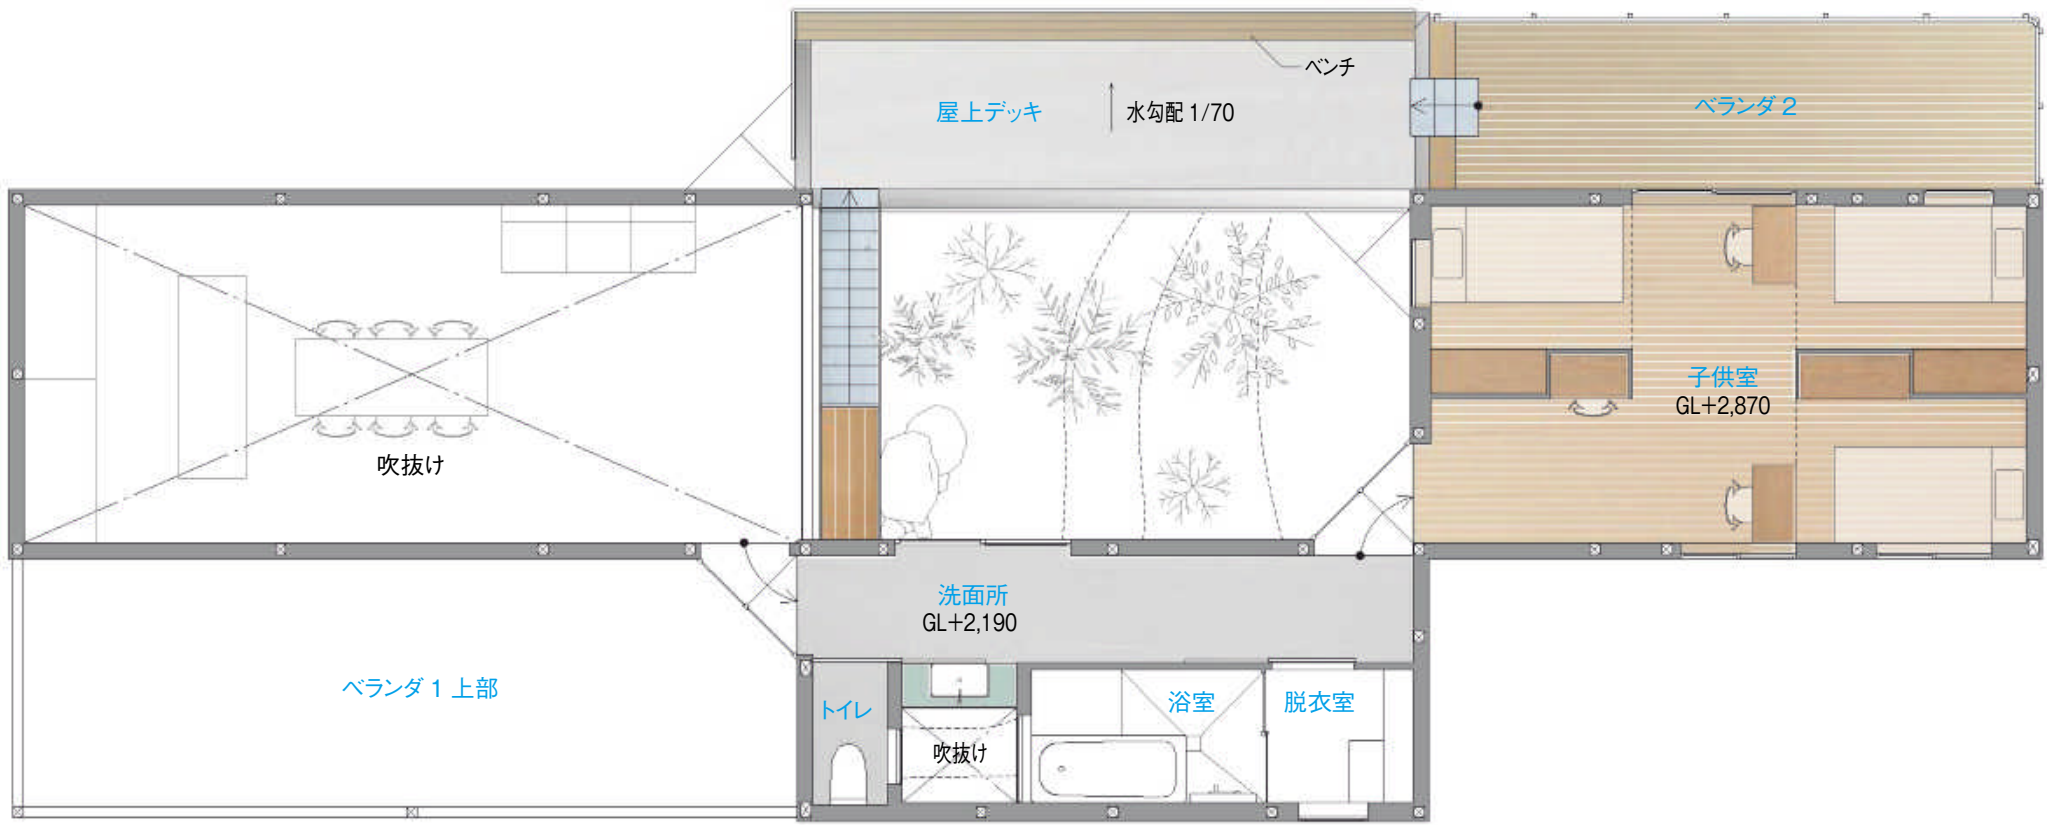 ベンチ
屋上デッキ
水勾配 1/70
ベランダ 2
子供室
GL+2,870
吹抜け
洗面所
GL+2,190
ベランダ 1 上部
トイレ
吹抜け
浴室
脱衣室